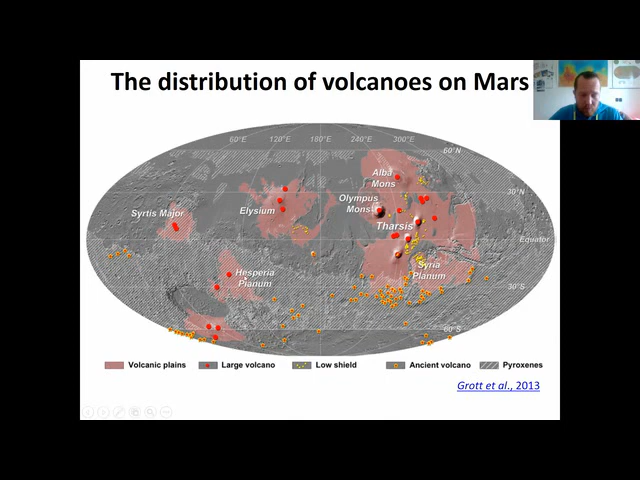 The distribution of volcanoes on Mars
60°E 120°E 180°E 240°E 300°E
60°N
Alba
Mons
30°N
Olympus
Mons
Syrtis Major
Elysium
Tharsis
Equator
Syria
Planum
Hesperia
Planum
30°S
60°S
Volcanic plains Large volcano Low shield Ancient volcano Pyroxenes
Grott et al., 2013